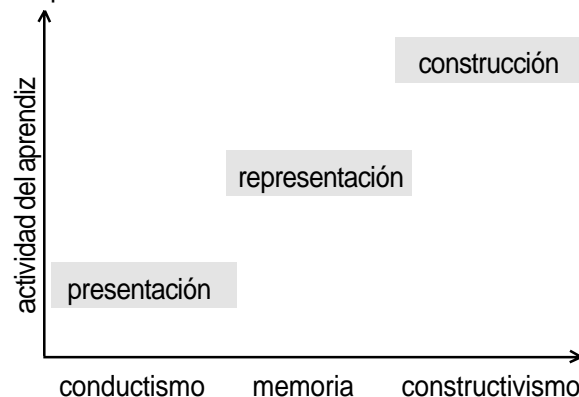 construcción
representación
presentación
actividad del aprendiz
conductismo memoria constructivismo